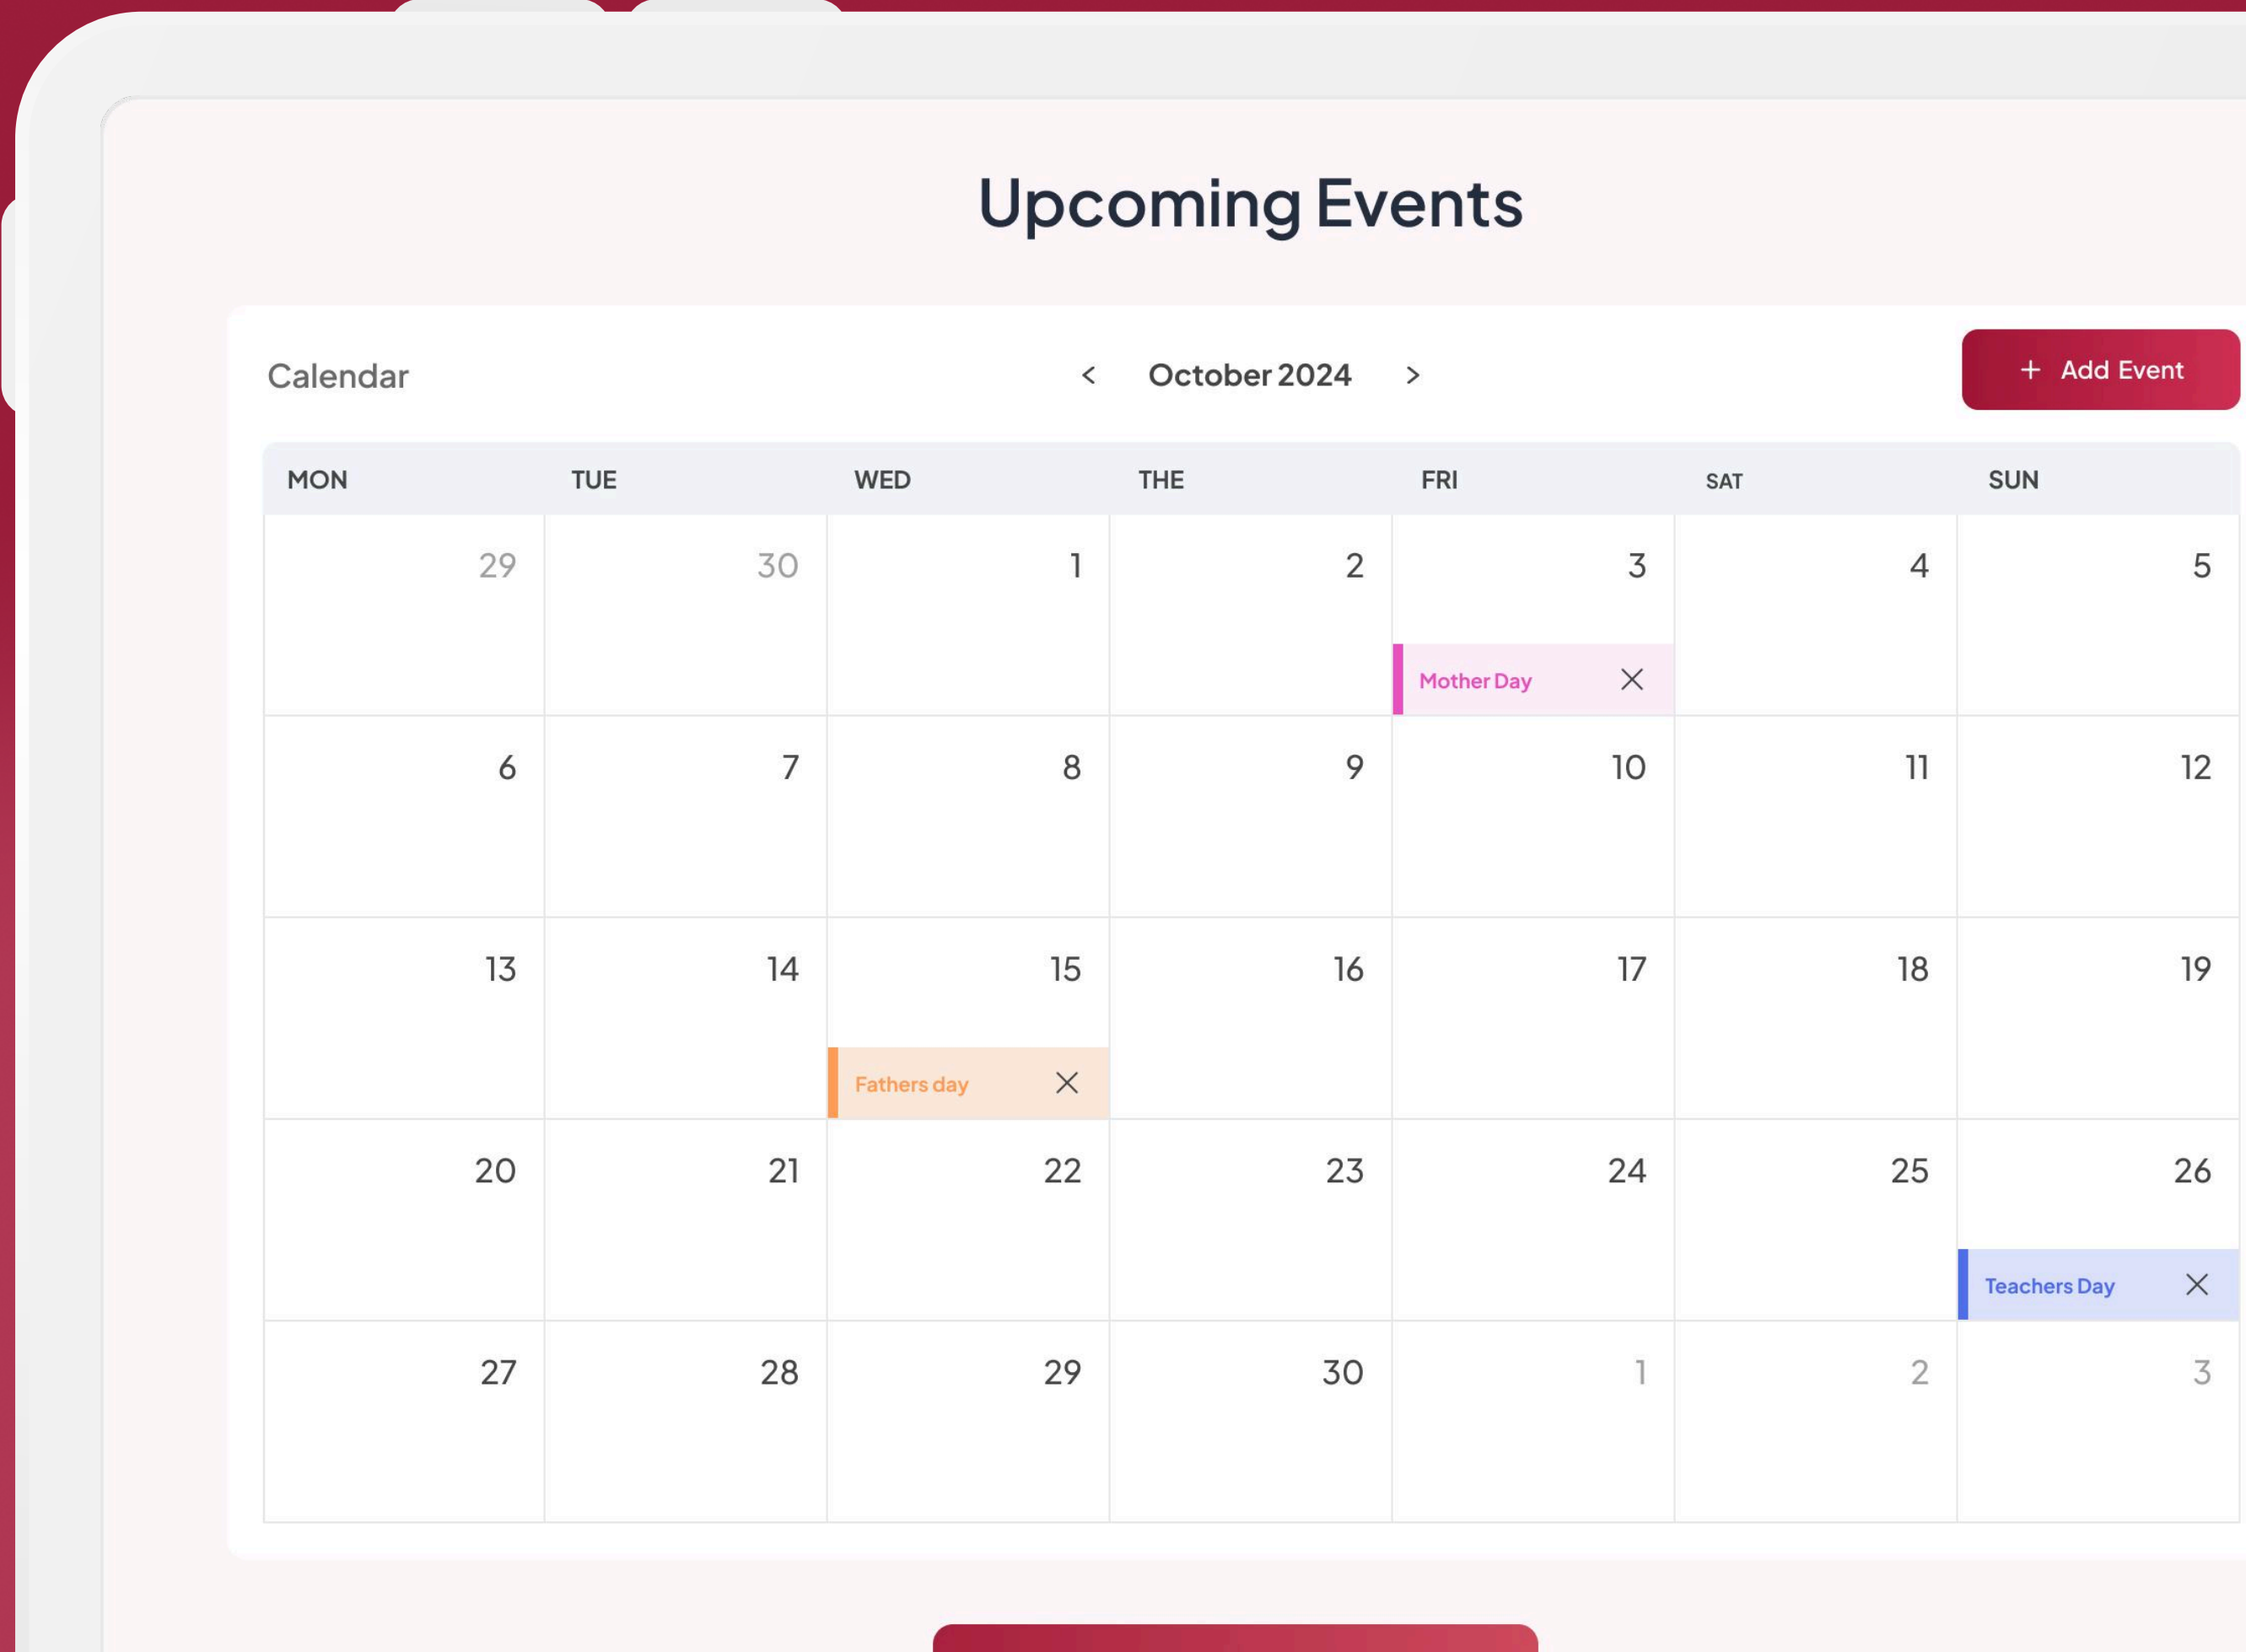 Upcoming Events
Calendar < October 2024 > + Add Event
MON TUE WED THE FRI SAT SUN
29 30 1 2 3 4 5
Mother Day
6 7 8 9 10 11 12
13 14 15 16 17 18 19
Fathers day
20 21 22 23 24 25 26
Teachers Day
27 28 29 30 1 2 3